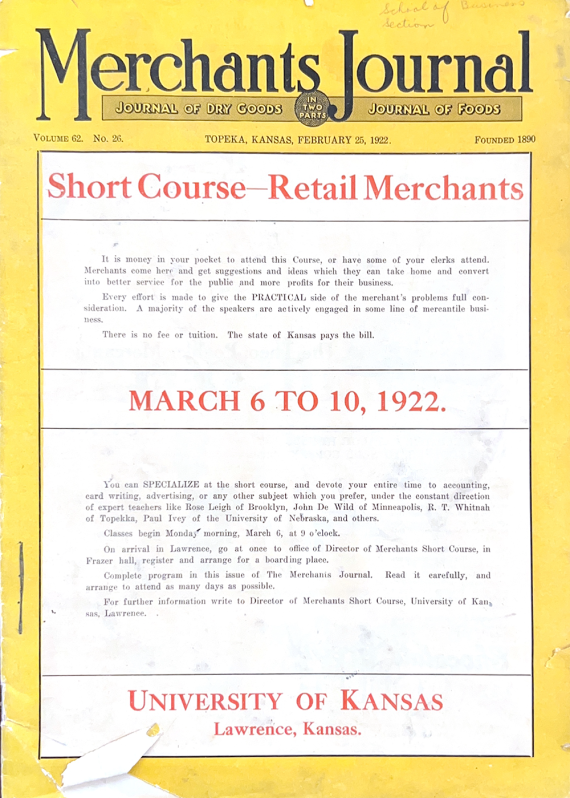 School of Business
Section
Merchants Journal
JOURNAL OF DRY GOODS
IN TWO PARTS
JOURNAL OF FOODS
VOLUME 62. No. 26.
TOPEKA, KANSAS, FEBRUARY 25, 1922.
FOUNDED 1890
Short Course—Retail Merchants
It is money in your pocket to attend this Course, or have some of your clerks attend.
Merchants come here and get suggestions and ideas which they can take home and convert
into better service for the public and more profits for their business.
Every effort is made to give the PRACTICAL side of the merchant's problems full con-
sideration. A majority of the speakers are actively engaged in some line of mercantile busi-
ness.
There is no fee or tuition. The state of Kansas pays the bill.
MARCH 6 TO 10, 1922.
You can SPECIALIZE at the short course, and devote your entire time to accounting,
card writing, advertising, or any other subject which you prefer, under the constant direction
of expert teachers like Rose Leigh of Brooklyn, John De Wild of Minneapolis, R. T. Whitnah
of Topekka, Paul Ivey of the University of Nebraska, and others.
Classes begin Monday morning, March 6, at 9 o'clock.
On arrival in Lawrence, go at once to office of Director of Merchants Short Course, in
Frazer hall, register and arrange for a boarding place.
Complete program in this issue of The Merchants Journal. Read it carefully, and
arrange to attend as many days as possible.
For further information write to Director of Merchants Short Course, University of Kan-
sas, Lawrence.
UNIVERSITY OF KANSAS
Lawrence, Kansas.